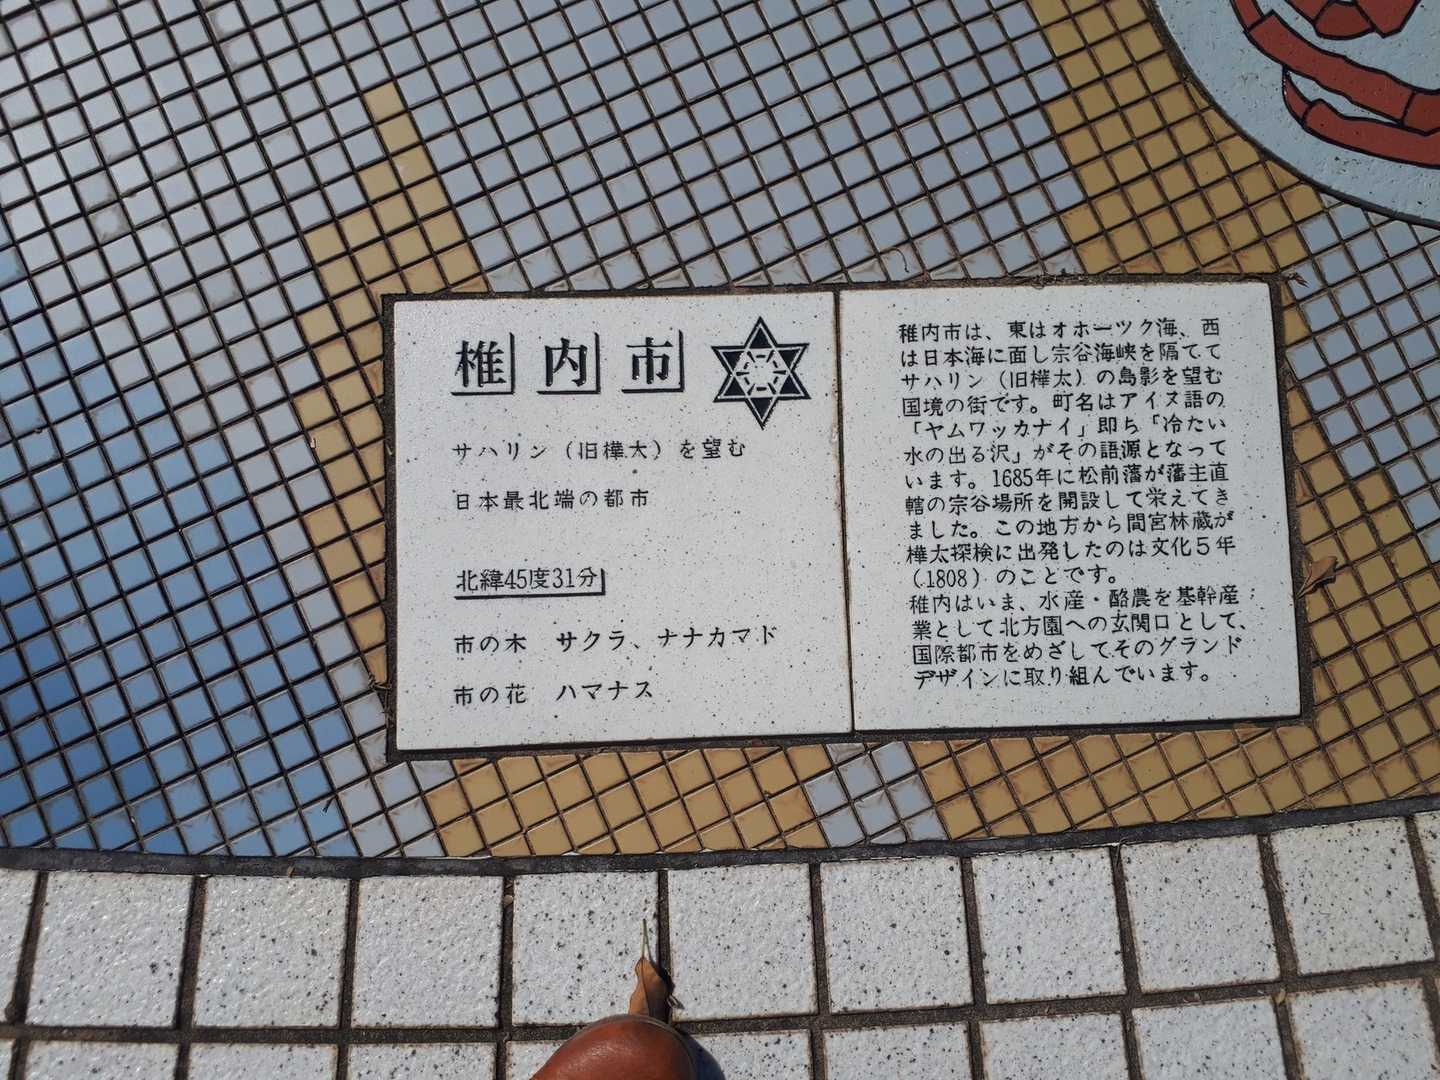 稚内市
サハリン（旧樺太）を望む
日本最北端の都市
北緯45度31分
市の木　サクラ、ナナカマド
市の花　ハマナス
稚内市は、東はオホーツク海、西
は日本海に面し宗谷海峡を隔てて
サハリン（旧樺太）の島影を望む
国境の街です。町名はアイヌ語の
「ヤムワッカナイ」即ち「冷たい
水の出る沢」がその語源となって
います。1685年に松前藩が藩主直
轄の宗谷場所を開設して栄えてき
ました。この地方から間宮林蔵が
樺太探検に出発したのは文化5年
（1808）のことです。
稚内はいま、水産・酪農を基幹産
業として北方圏への玄関口として、
国際都市をめざしてそのグランド
デザインに取り組んでいます。